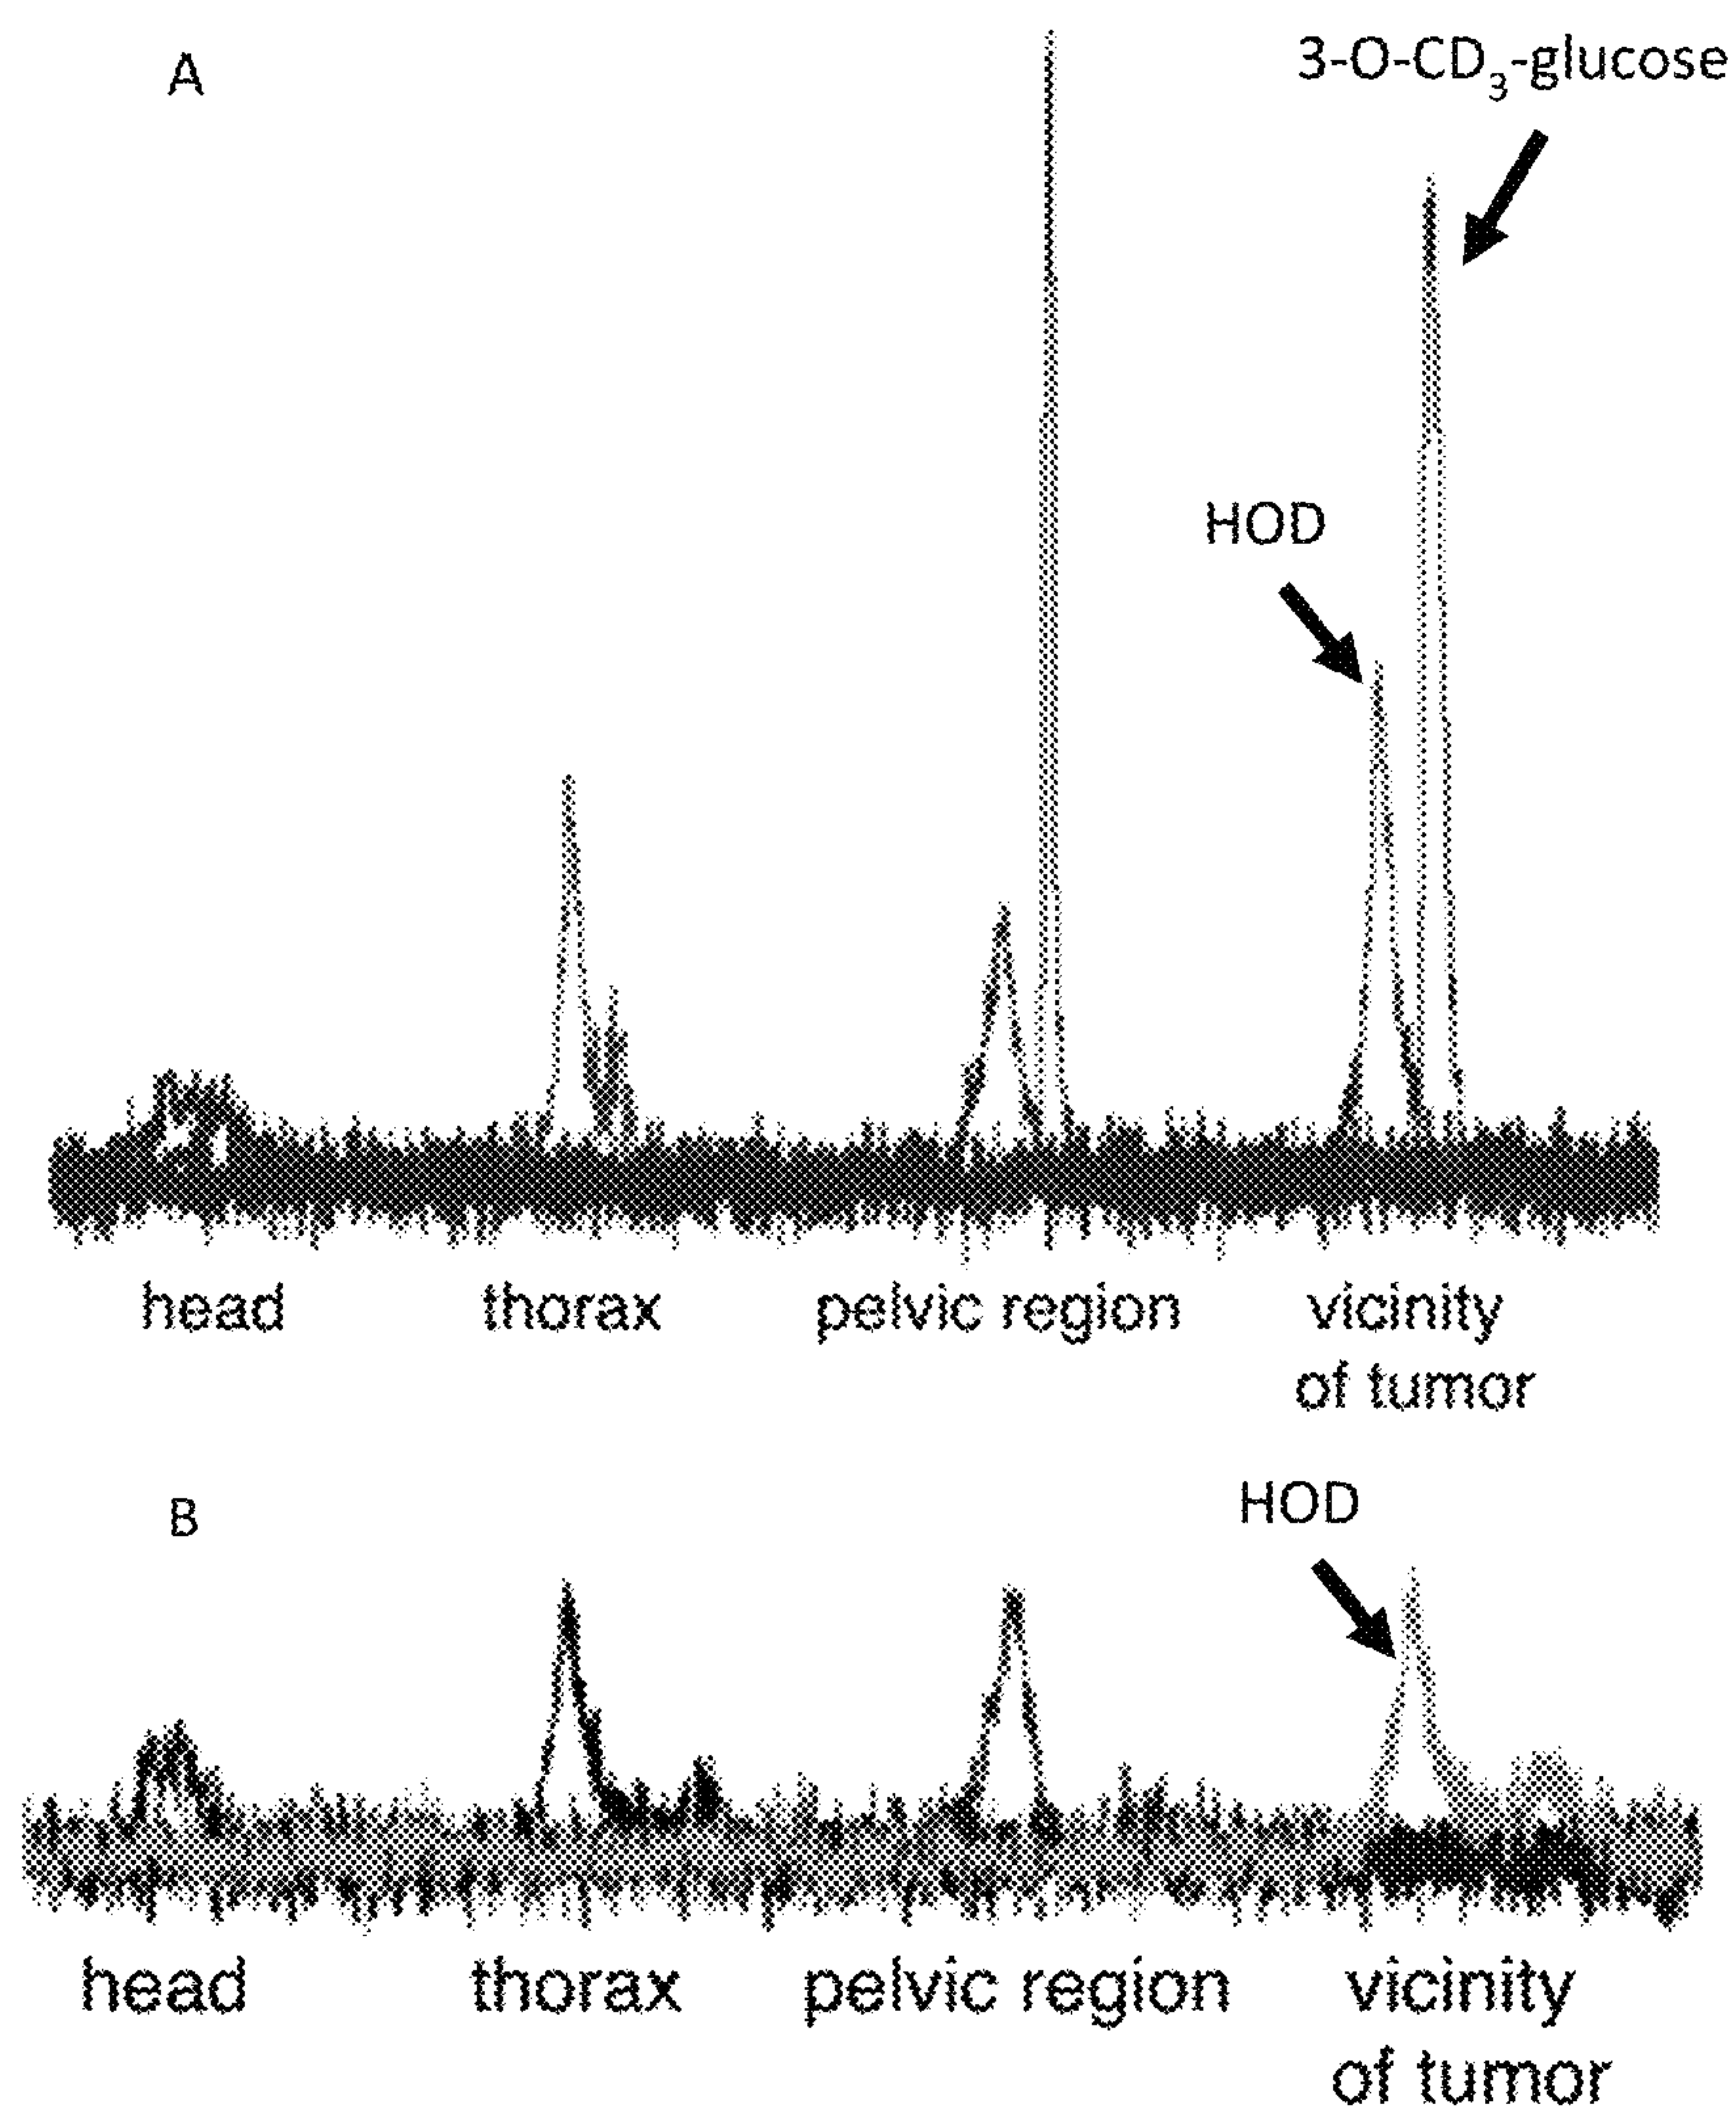 A
3-O-CD₃-glucose
HOD
head thorax pelvic region vicinity
of tumor
B
HOD
head thorax pelvic region vicinity
of tumor